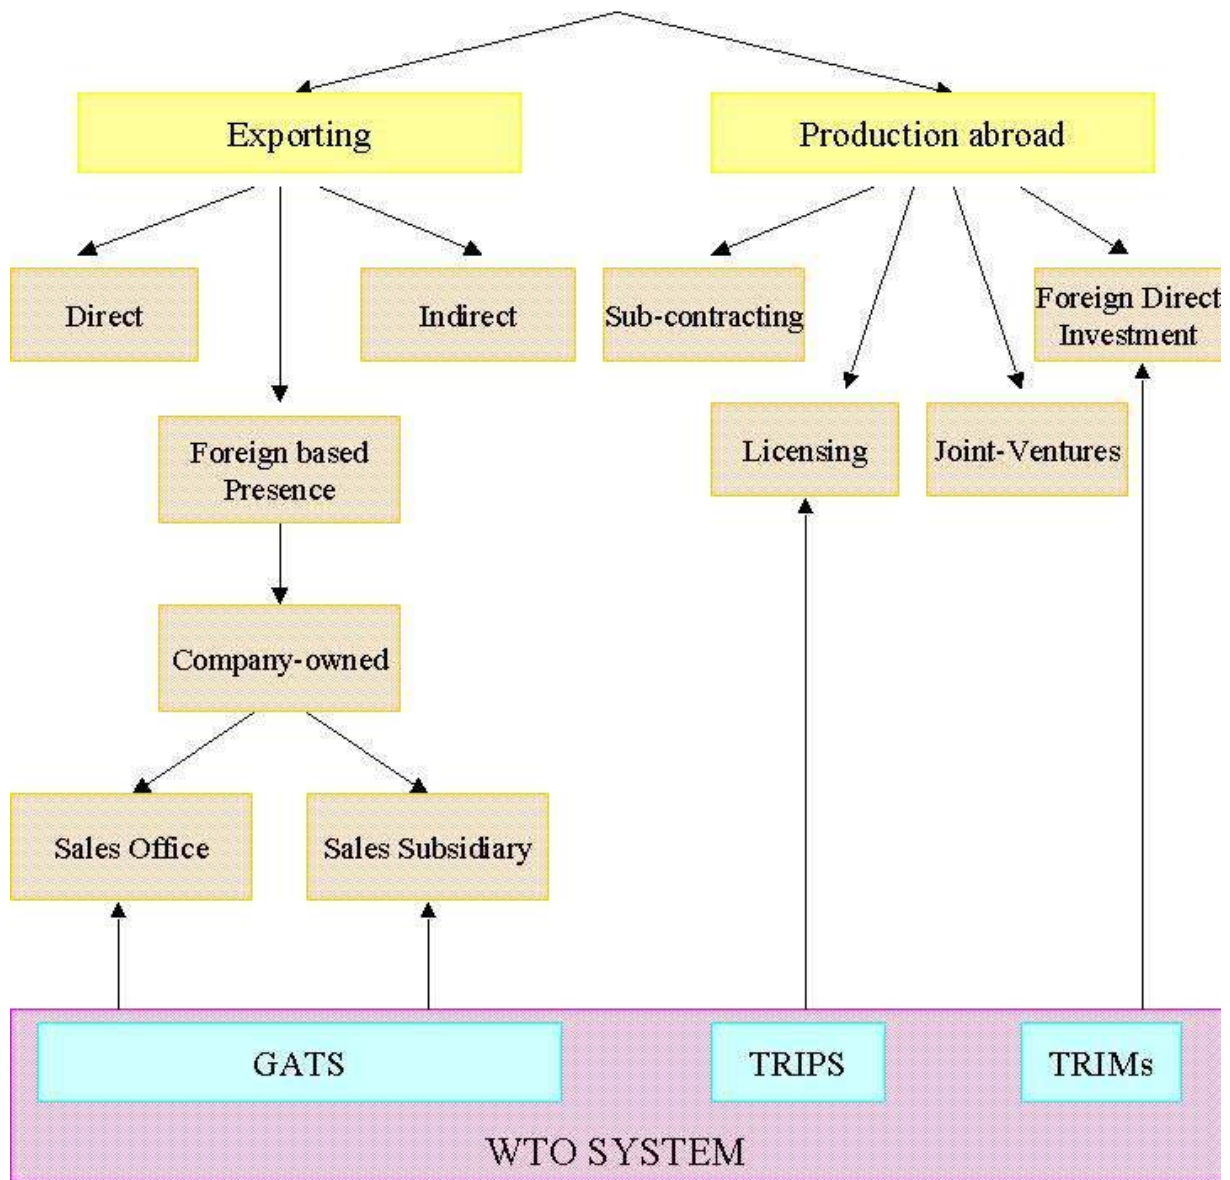 Exporting
Production abroad
Direct
Indirect
Sub-contracting
Foreign Direct
Investment
Foreign based
Presence
Licensing
Joint-Ventures
Company-owned
Sales Office
Sales Subsidiary
GATS
TRIPS
TRIMs
WTO SYSTEM